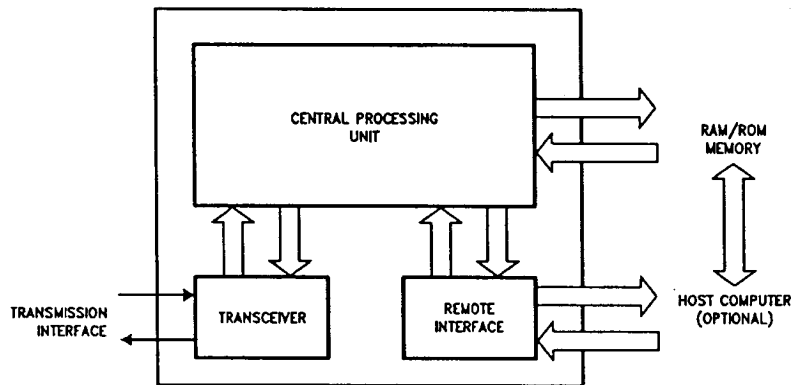 CENTRAL PROCESSING
UNIT
RAM/ROM
MEMORY
TRANSMISSION
INTERFACE
TRANSCEIVER
REMOTE
INTERFACE
HOST COMPUTER
(OPTIONAL)